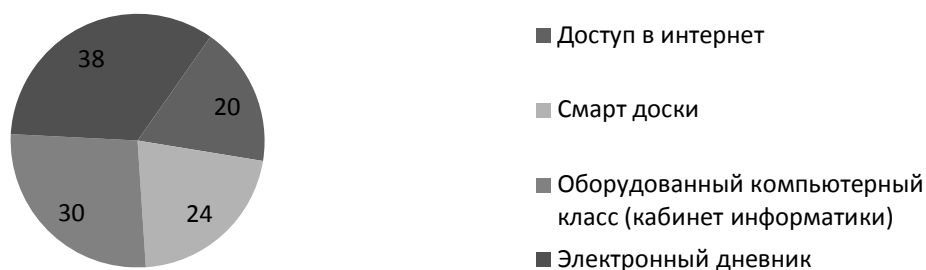 38
20
30
24
Доступ в интернет
Смарт доски
Оборудованный компьютерный
класс (кабинет информатики)
Электронный дневник